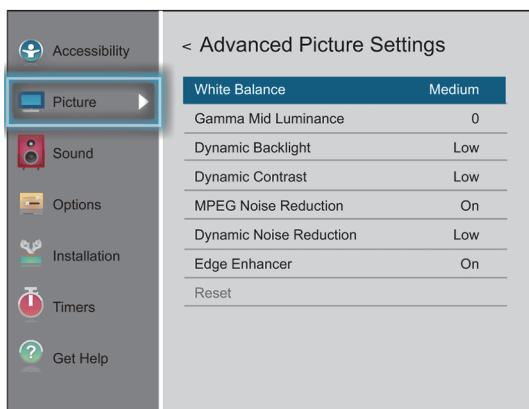 Accessibility
Picture
Sound
Options
Installation
Timers
Get Help
< Advanced Picture Settings
White Balance Medium
Gamma Mid Luminance 0
Dynamic Backlight Low
Dynamic Contrast Low
MPEG Noise Reduction On
Dynamic Noise Reduction Low
Edge Enhancer On
Reset